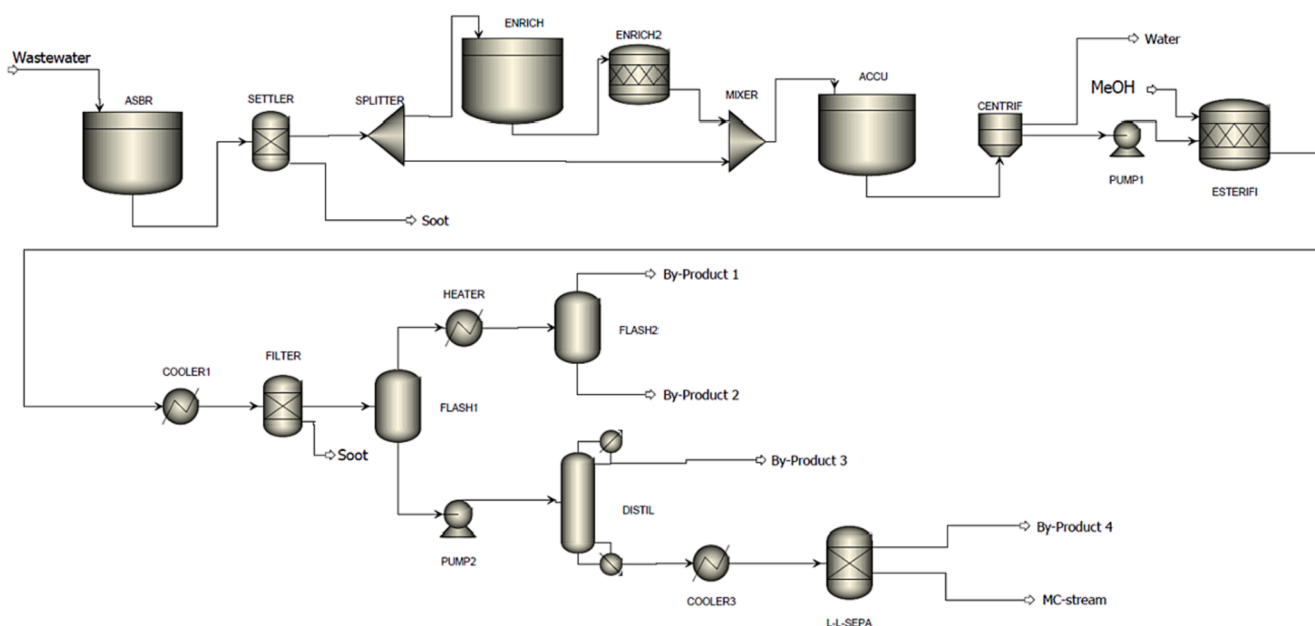 Wastewater
ASBR
SETTLER
Soot
SPLITTER
ENRICH
ENRICH2
MIXER
ACCU
CENTRIF
Water
MeOH
PUMP1
ESTERIFI
COOLER1
FILTER
Soot
HEATER
FLASH1
FLASH2
By-Product 1
By-Product 2
PUMP2
DISTIL
By-Product 3
COOLER3
L-L-SEPA
By-Product 4
MC-stream